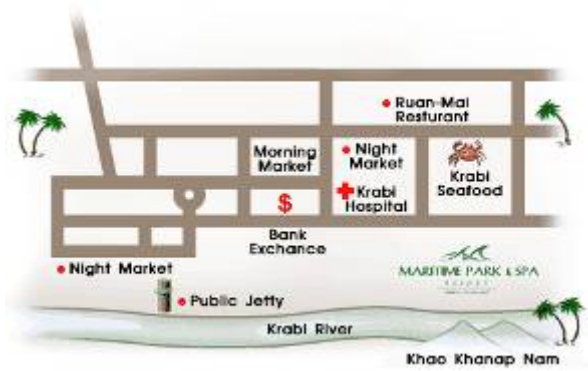 Ruan-Mai
Resturant
Morning
Market
Night
Market
Krabi
Hospital
Krabi
Seafood
$
Bank
Exchange
Night Market
MARITIME PARK & SPA
Public Jetty
Krabi River
Khao Khanap Nam